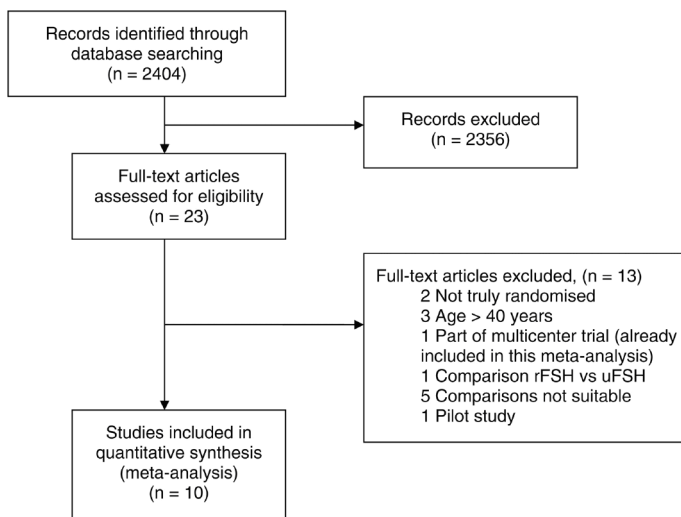 Records identified through
database searching
(n = 2404)
Records excluded
(n = 2356)
Full-text articles
assessed for eligibility
(n = 23)
Full-text articles excluded, (n = 13)
2 Not truly randomised
3 Age > 40 years
1 Part of multicenter trial (already
included in this meta-analysis)
1 Comparison rFSH vs uFSH
5 Comparisons not suitable
1 Pilot study
Studies included in
quantitative synthesis
(meta-analysis)
(n = 10)